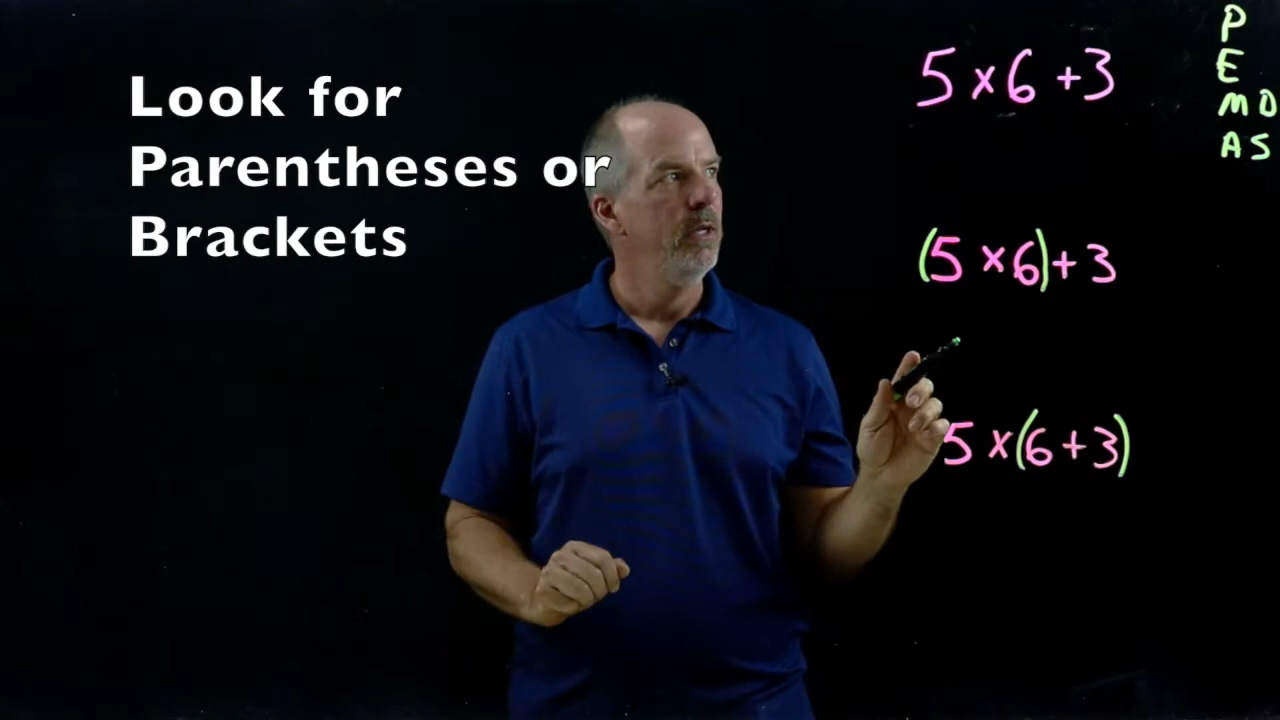 Look for
Parentheses or
Brackets
5 × 6 + 3
(5 × 6) + 3
5 × (6 + 3)
P
E
M D
A S